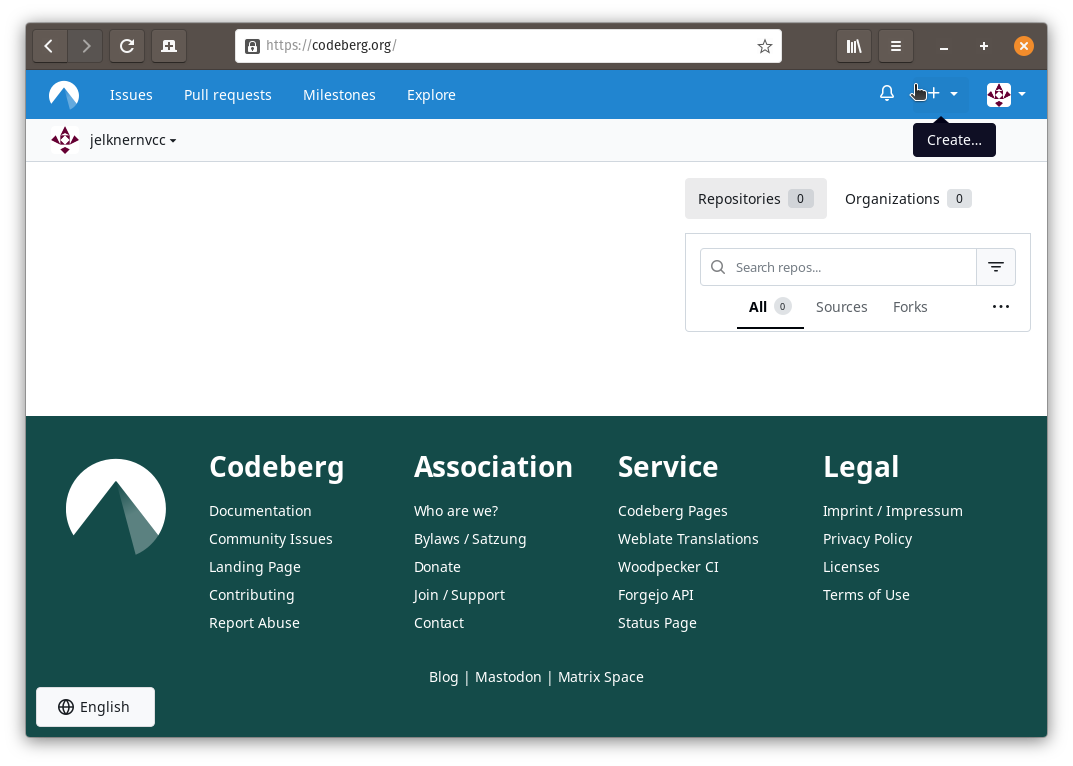 https://codeberg.org/
Issues Pull requests Milestones Explore
jelknernvcc
Create...
Repositories 0 Organizations 0
Search repos...
All 0 Sources Forks
Codeberg
Documentation
Community Issues
Landing Page
Contributing
Report Abuse
Association
Who are we?
Bylaws / Satzung
Donate
Join / Support
Contact
Service
Codeberg Pages
Weblate Translations
Woodpecker CI
Forgejo API
Status Page
Legal
Imprint / Impressum
Privacy Policy
Licenses
Terms of Use
Blog | Mastodon | Matrix Space
English